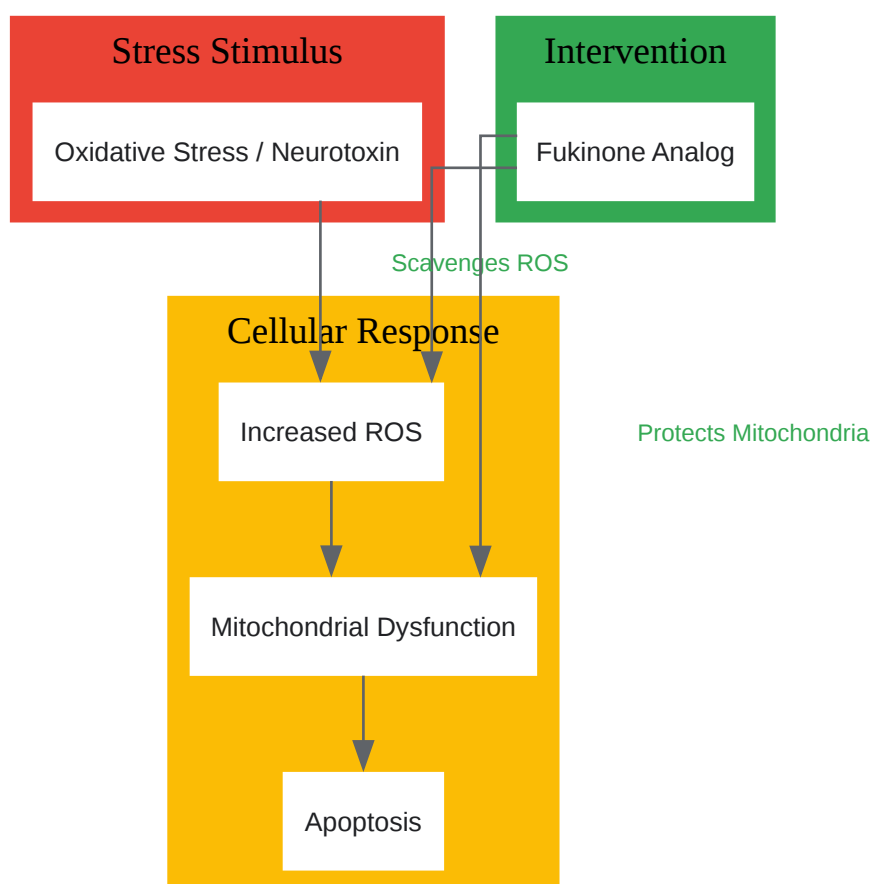 Stress Stimulus
Intervention
Oxidative Stress / Neurotoxin
Fukinone Analog
Scavenges ROS
Cellular Response
Increased ROS
Protects Mitochondria
Mitochondrial Dysfunction
Apoptosis